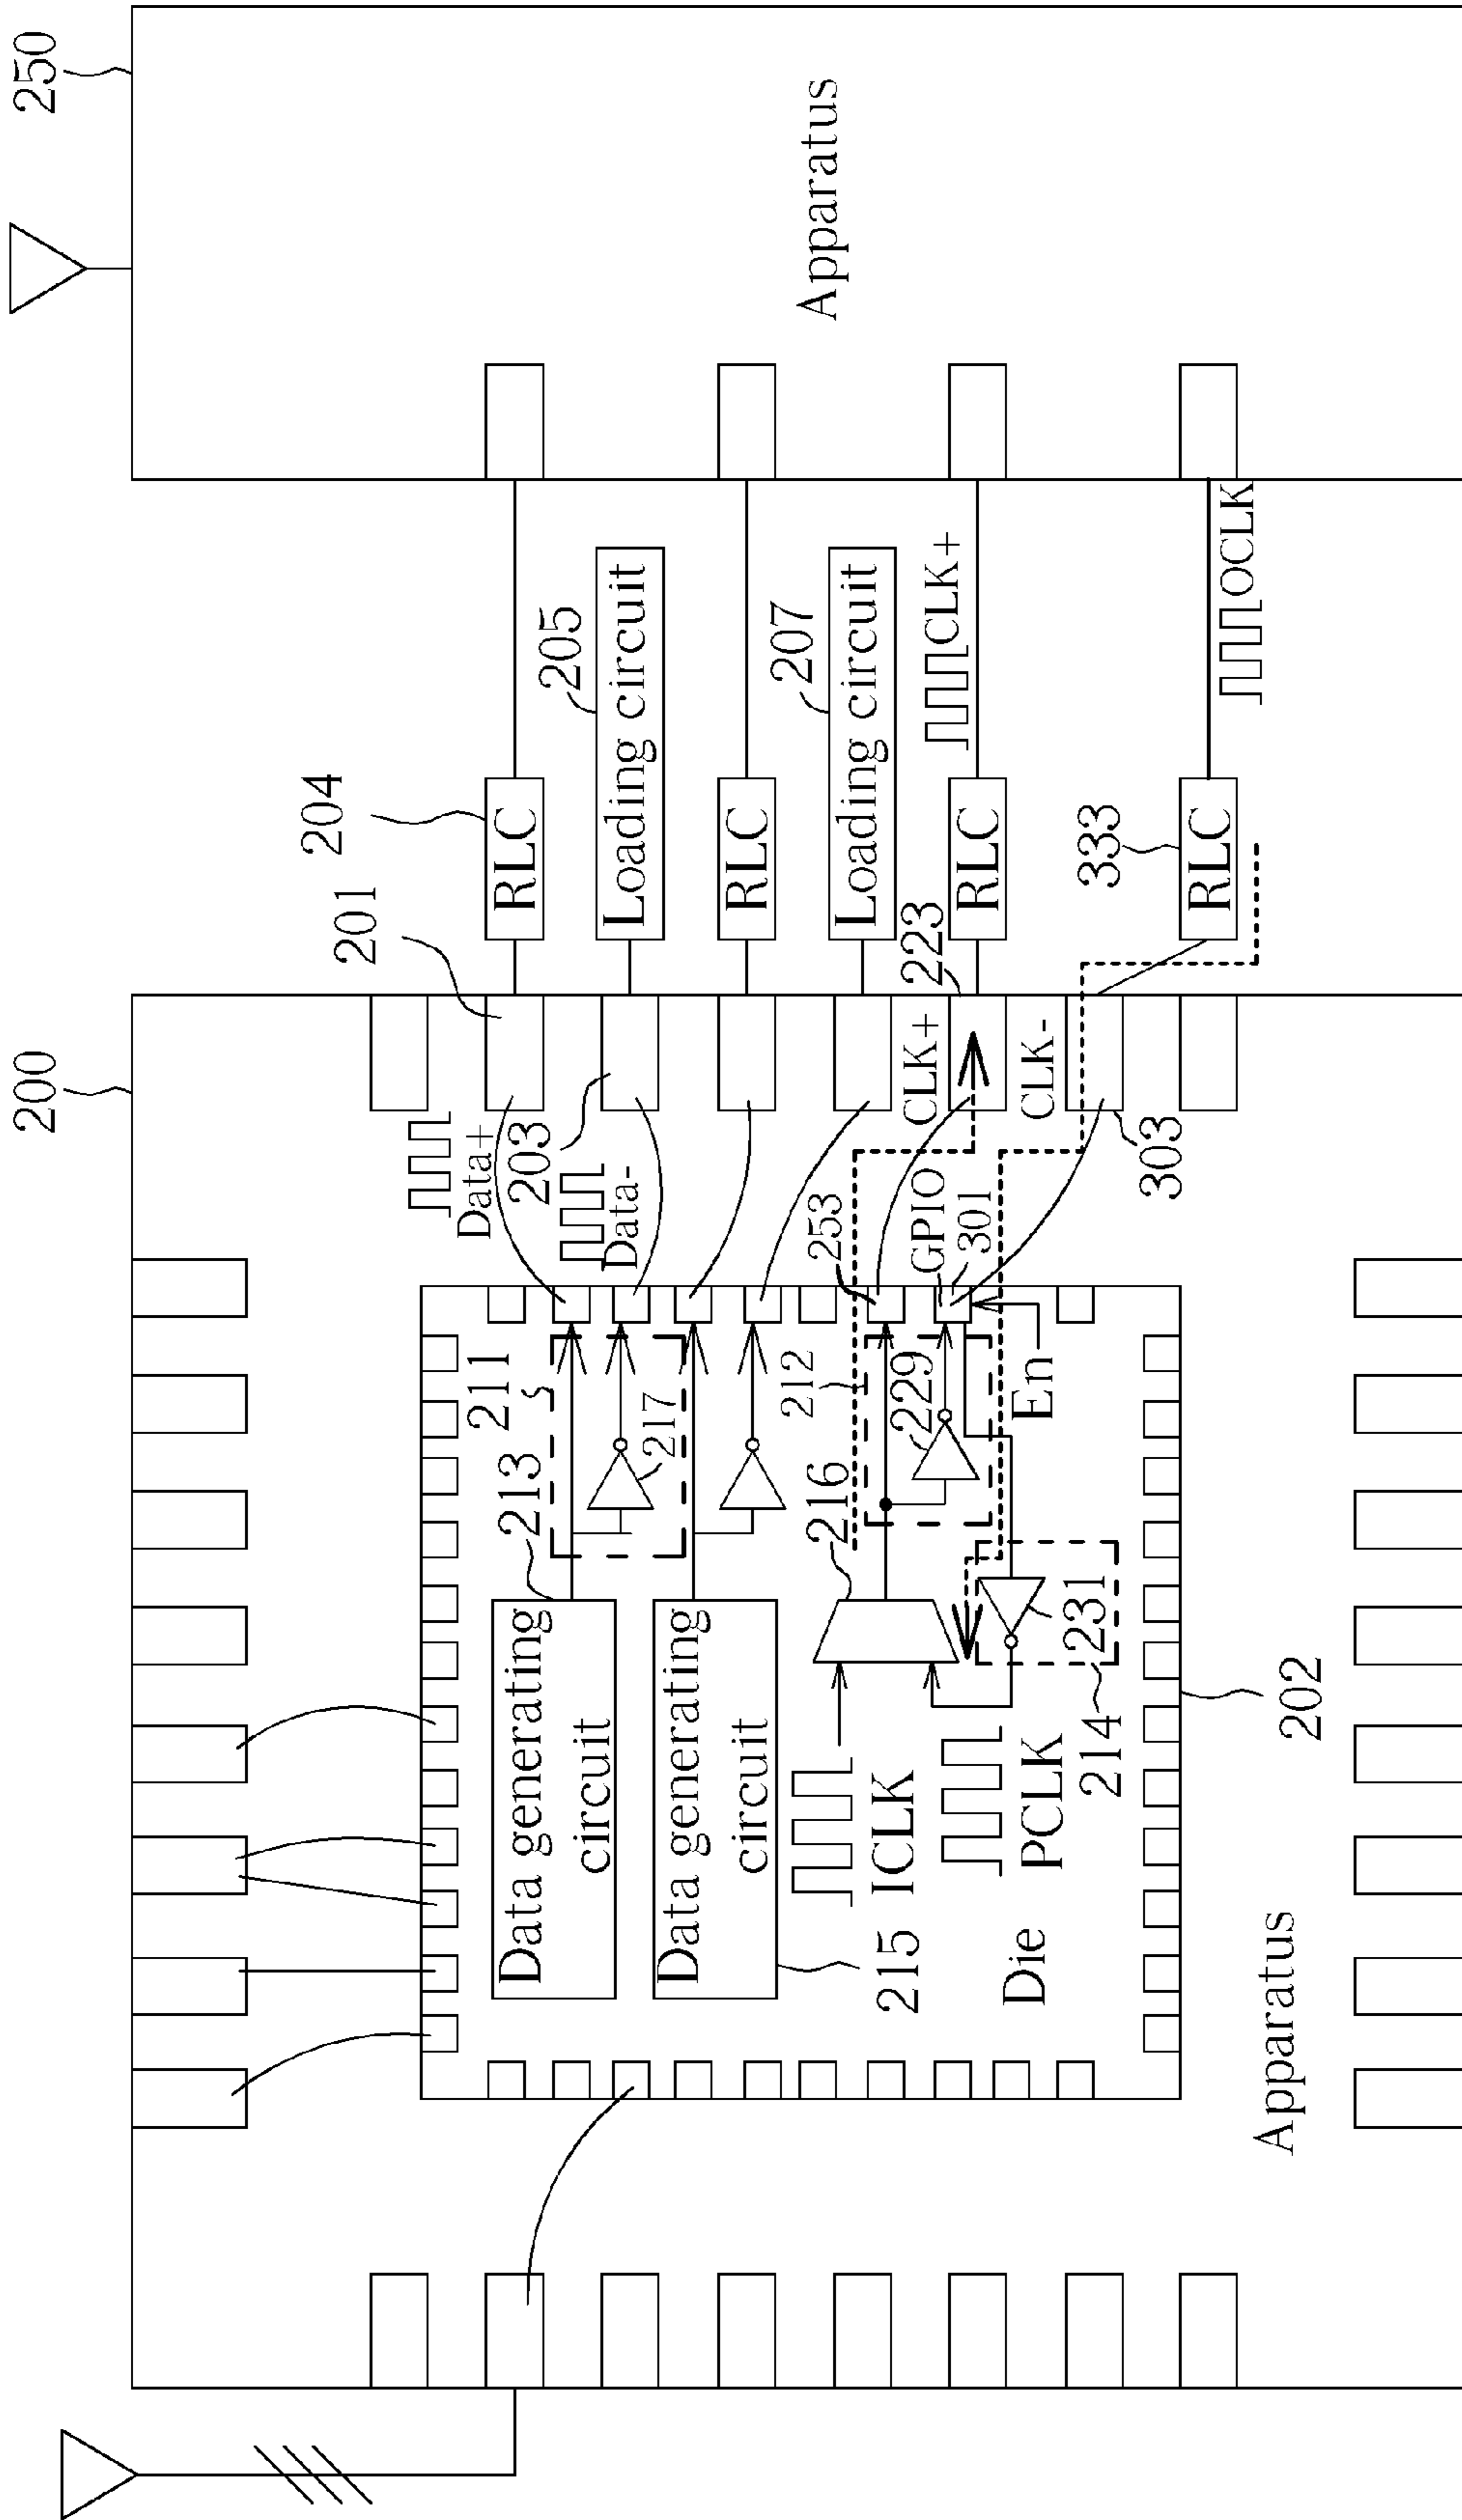 250
Apparatus
200
201
204
RLC
205
Loading circuit
RLC
207
Loading circuit
CLK+
223
RLC
333
RLC
OCLK
Data+
203
Data-
CLK+
CLK-
303
253
GPIO
301
En
211
213
217
212
216
229
231
214
202
Data generating
circuit
Data generating
circuit
215
ICLK
PCLK
Die
Apparatus